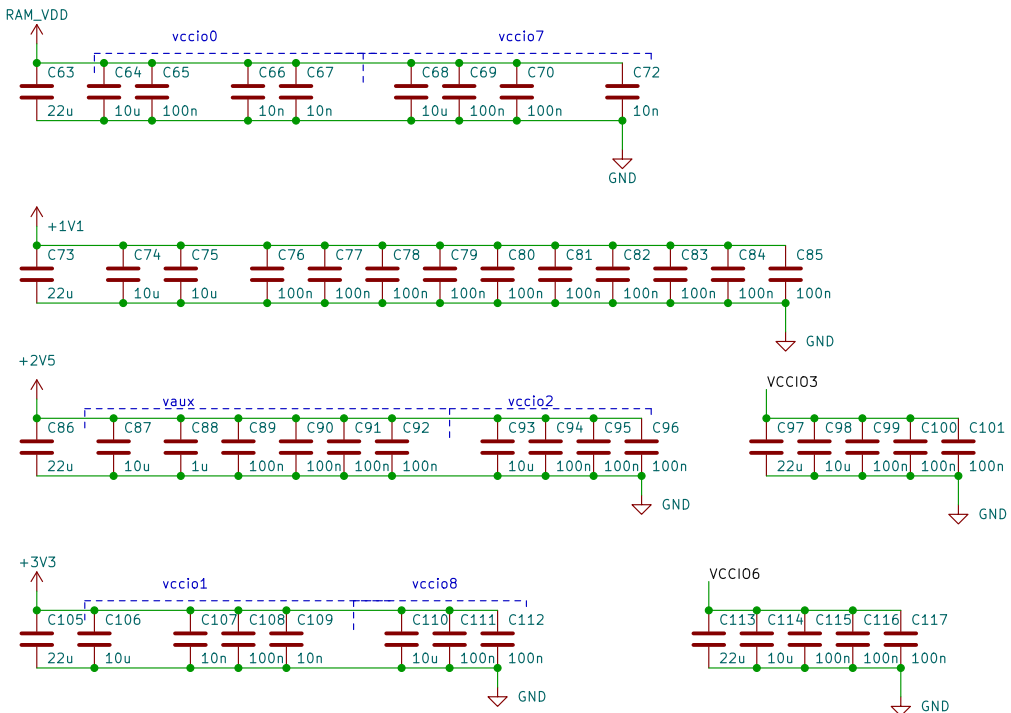 RAM_VDD
vccio0 vccio7
C63 C64 C65 C66 C67 C68 C69 C70 C72
22u 10u 100n 10n 10n 10u 100n 100n 10n
GND
+1V1
C73 C74 C75 C76 C77 C78 C79 C80 C81 C82 C83 C84 C85
22u 10u 10u 100n 100n 100n 100n 100n 100n 100n 100n 100n 100n
GND
+2V5
VCCIO3
vaux vccio2
C86 C87 C88 C89 C90 C91 C92 C93 C94 C95 C96 C97 C98 C99 C100 C101
22u 10u 1u 100n 100n 100n 100n 10u 100n 100n 100n 22u 10u 100n 100n 100n
GND GND
+3V3
VCCIO6
vccio1 vccio8
C105 C106 C107 C108 C109 C110 C111 C112 C113 C114 C115 C116 C117
22u 10u 10n 100n 10n 10u 100n 100n 22u 10u 100n 100n 100n
GND GND